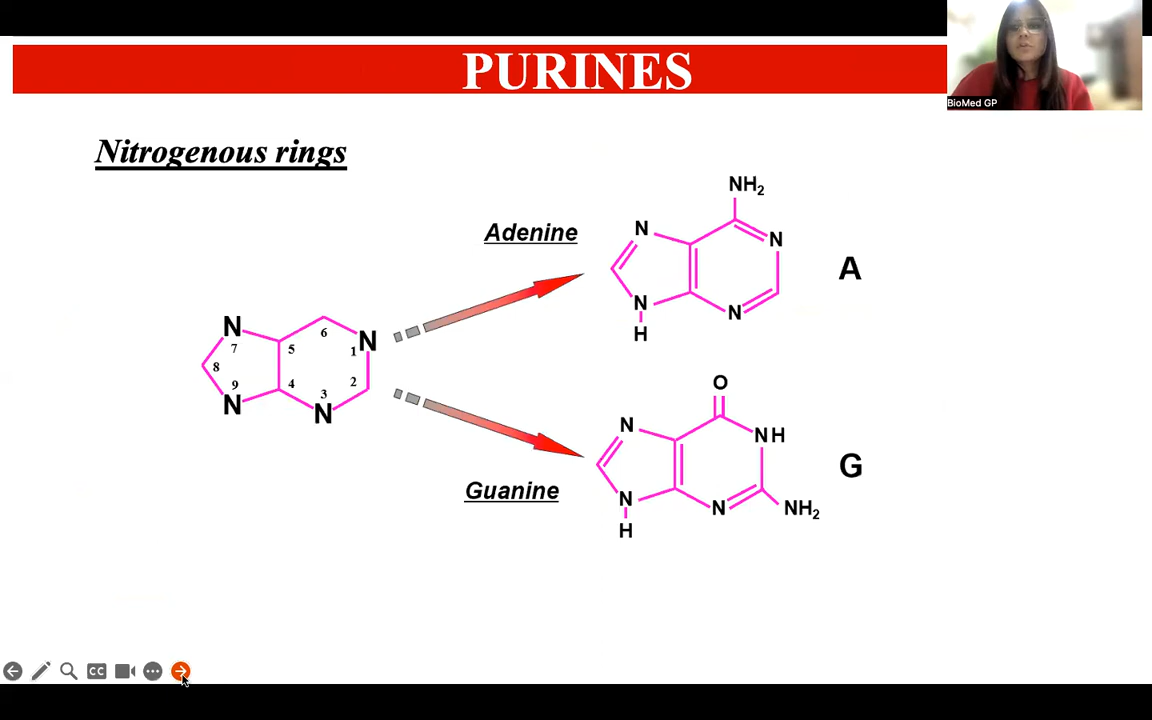 PURINES
BioMed GP
Nitrogenous rings
Adenine
NH2
N
N
N
N
H
A
N
N
N
N
1
2
3
4
5
6
7
8
9
Guanine
O
N
NH
N
N
H
NH2
G
CC